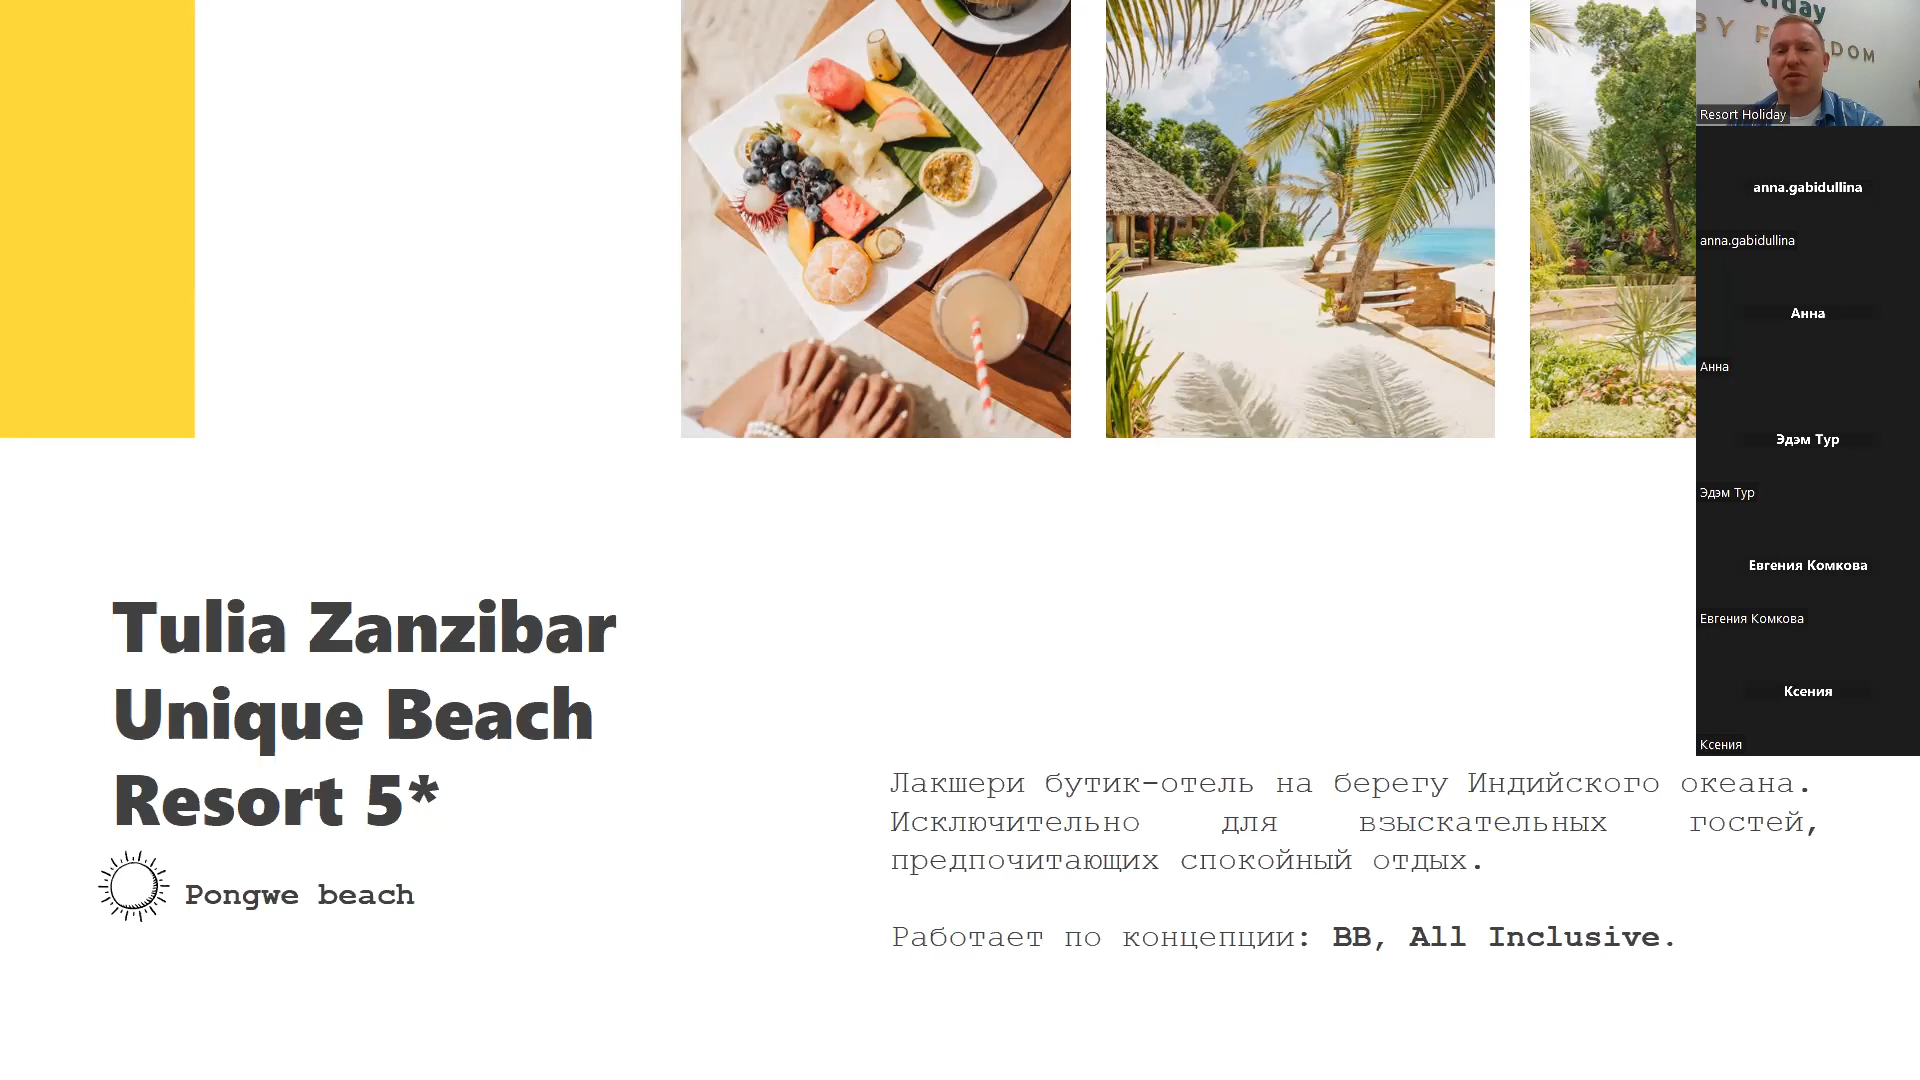 Tulia Zanzibar
Unique Beach
Resort 5*
Pongwe beach
Лакшери бутик-отель на берегу Индийского океана.
Исключительно для взыскательных гостей,
предпочитающих спокойный отдых.
Работает по концепции: BB, All Inclusive.
Resort Holiday
anna.gabidullina
anna.gabidullina
Анна
Анна
Эдэм Тур
Эдэм Тур
Евгения Комкова
Евгения Комкова
Ксения
Ксения